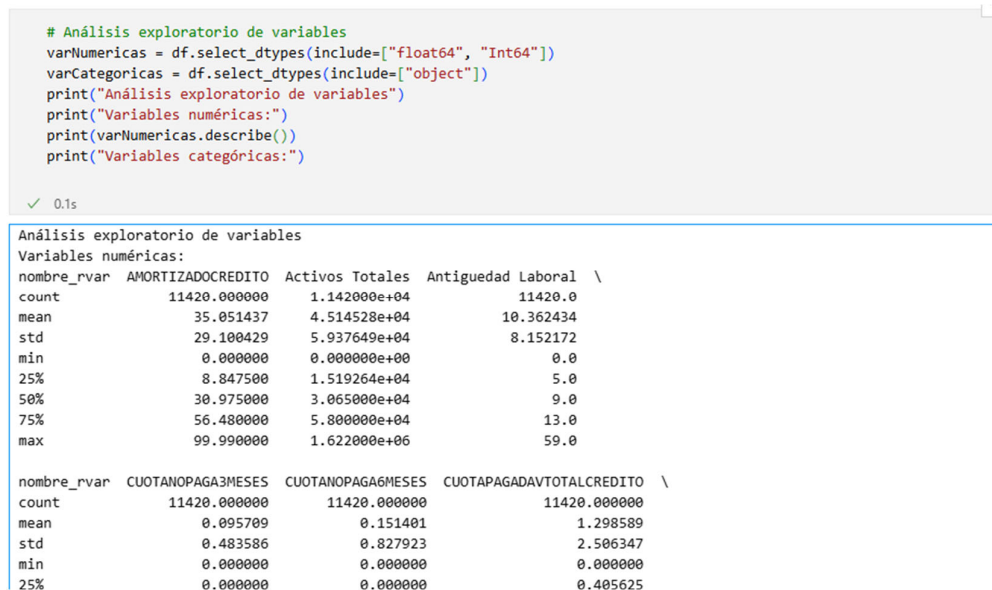 # Análisis exploratorio de variables
varNumericas = df.select_dtypes(include=["float64", "Int64"])
varCategoricas = df.select_dtypes(include=["object"])
print("Análisis exploratorio de variables")
print("Variables numéricas:")
print(varNumericas.describe())
print("Variables categóricas:")
✓ 0.1s
Análisis exploratorio de variables
Variables numéricas:
nombre_rvar  AMORTIZADOCREDITO  Activos Totales  Antiguedad Laboral  \
count  11420.000000  1.142000e+04  11420.0
mean  35.051437  4.514528e+04  10.362434
std  29.100429  5.937649e+04  8.152172
min  0.000000  0.000000e+00  0.0
25%  8.847500  1.519264e+04  5.0
50%  30.975000  3.065000e+04  9.0
75%  56.480000  5.800000e+04  13.0
max  99.990000  1.622000e+06  59.0
nombre_rvar  CUOTANOPAGA3MESES  CUOTANOPAGA6MESES  CUOTAPAGADAVTOTALCREDITO  \
count  11420.000000  11420.000000  11420.000000
mean  0.095709  0.151401  1.298589
std  0.483586  0.827923  2.506347
min  0.000000  0.000000  0.000000
25%  0.000000  0.000000  0.405625